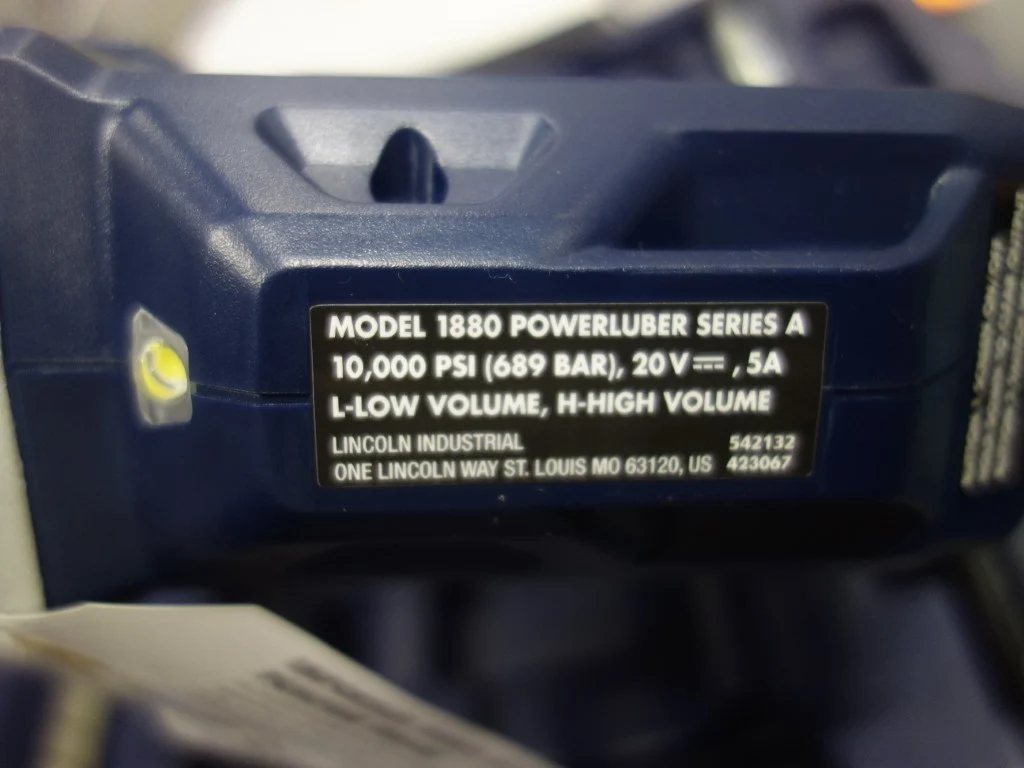 MODEL 1880 POWERLUBER SERIES A
10,000 PSI (689 BAR), 20 V⎓, 5A
L-LOW VOLUME, H-HIGH VOLUME
LINCOLN INDUSTRIAL 542132
ONE LINCOLN WAY ST. LOUIS MO 63120, US 423067